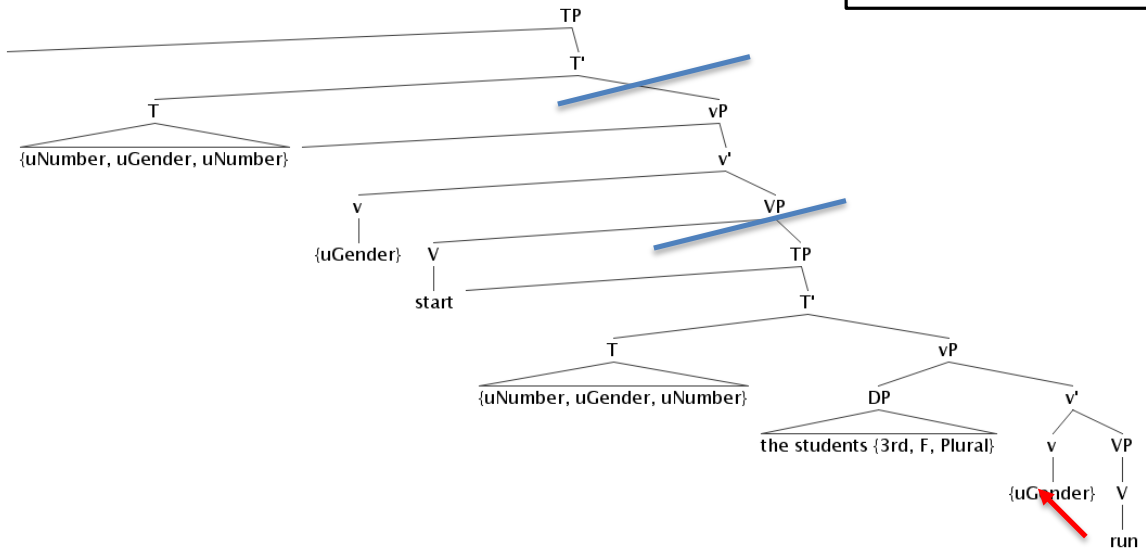 TP
T'
T vP
{uNumber, uGender, uNumber}
v'
v VP
{uGender} V TP
start T'
T vP
{uNumber, uGender, uNumber} DP v'
the students {3rd, F, Plural} v VP
{uGender} V
run